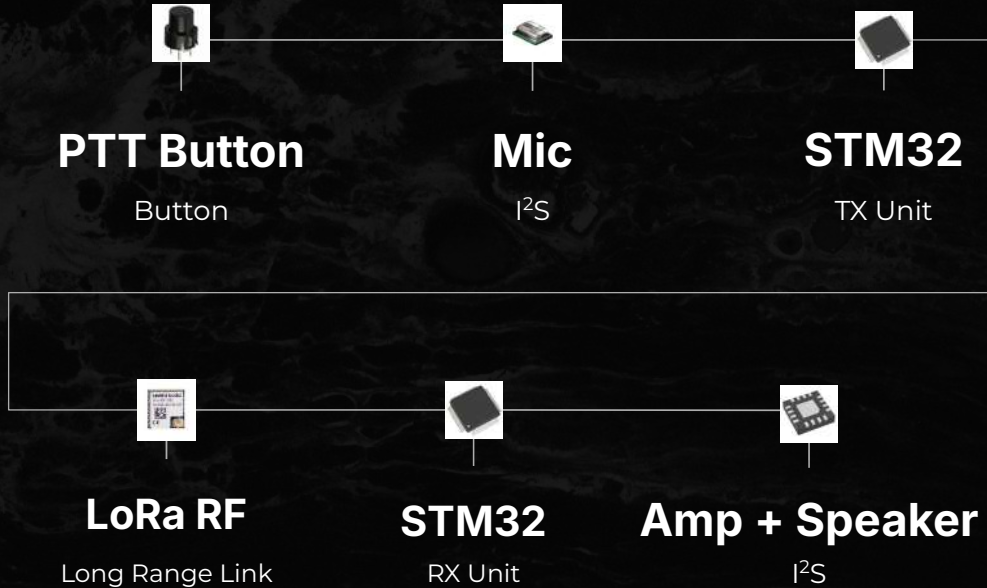 PTT Button
Button
Mic
I²S
STM32
TX Unit
LoRa RF
Long Range Link
STM32
RX Unit
Amp + Speaker
I²S